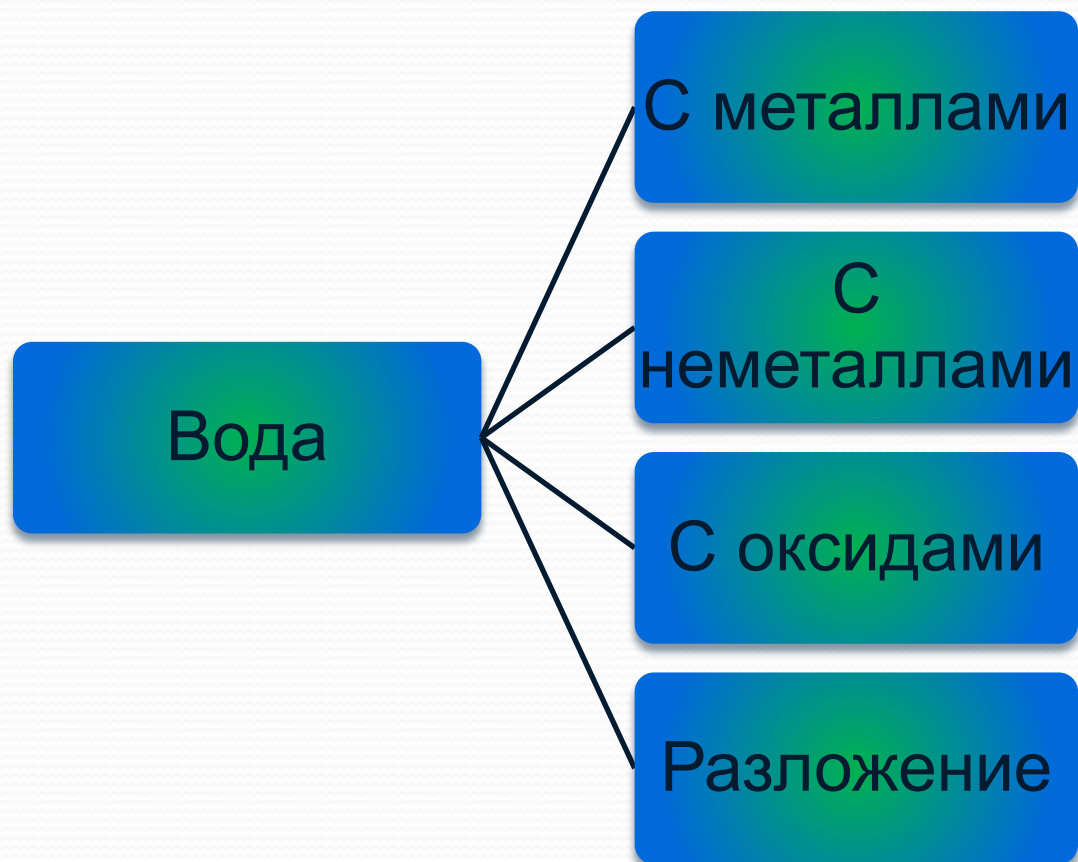 С металлами
С
неметаллами
Вода
С оксидами
Разложение